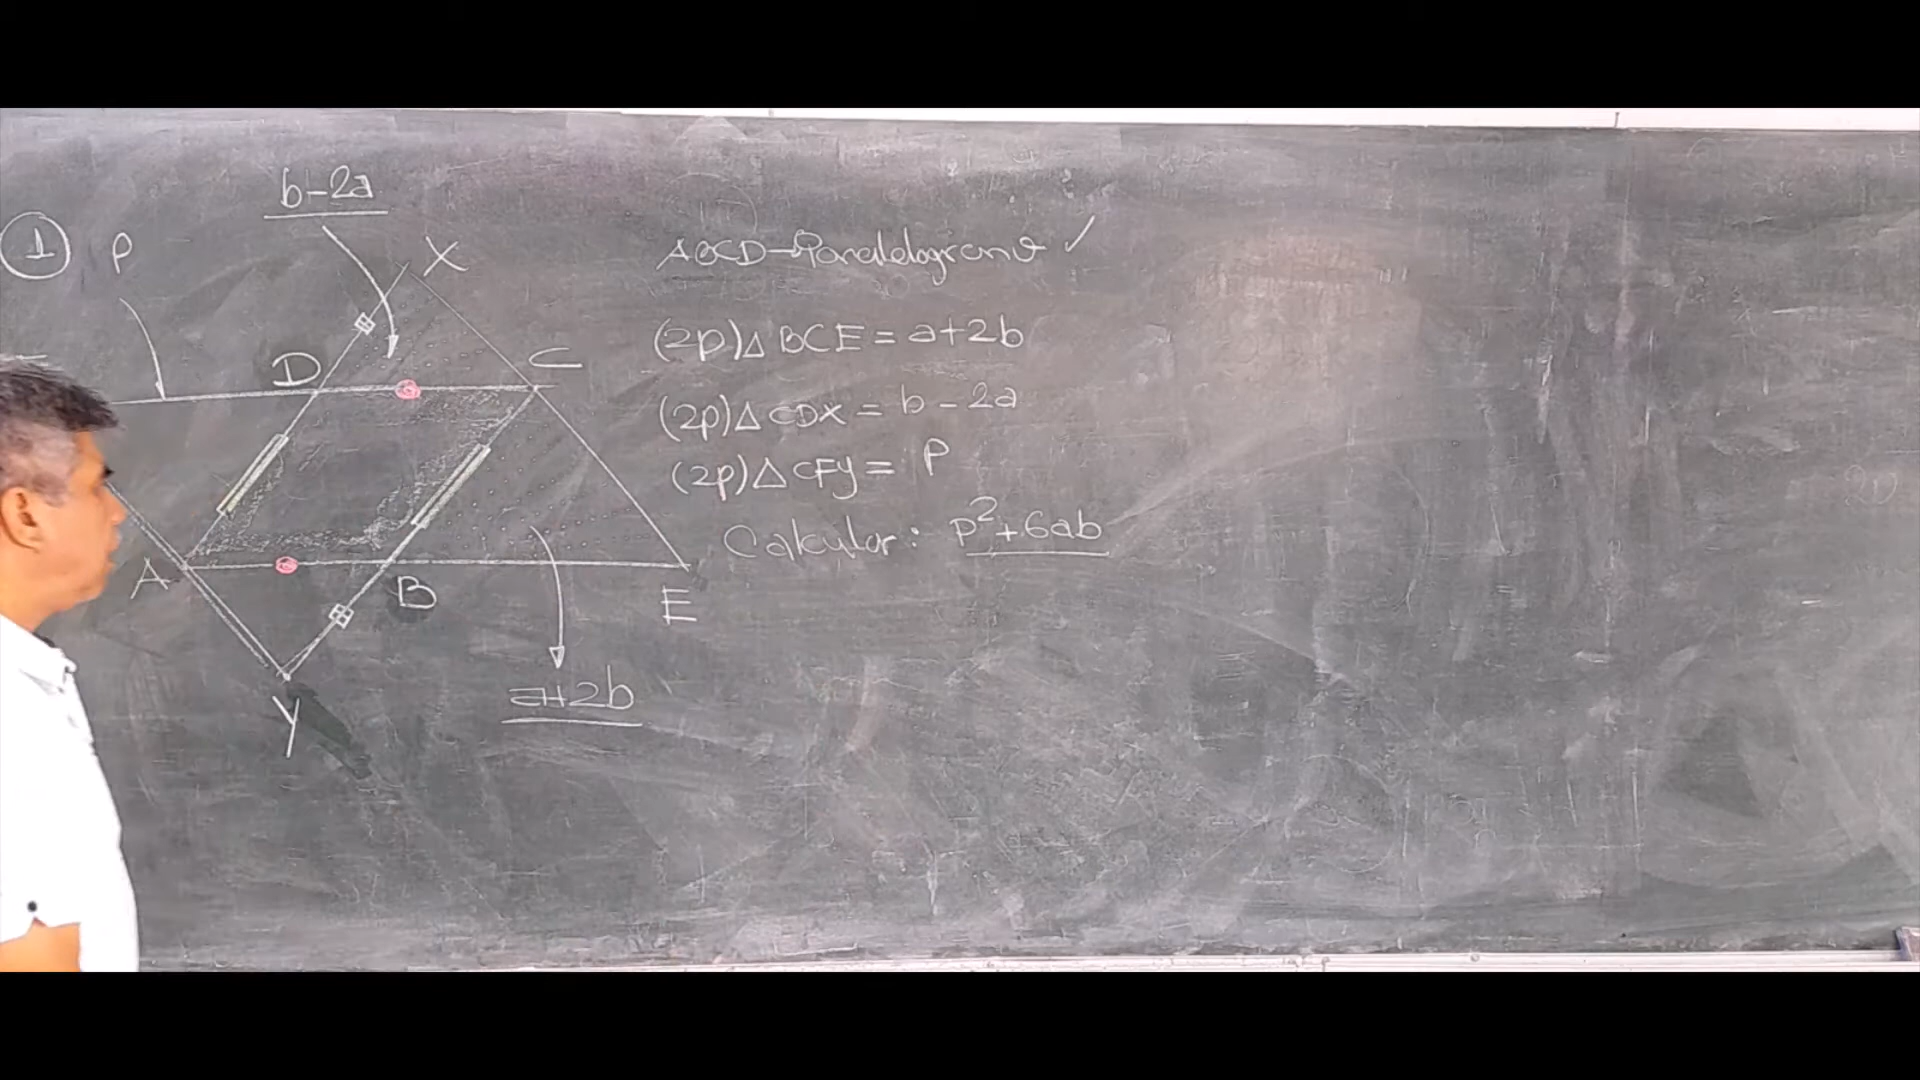 b-2a
① P
X
D
C
A
B
E
Y
a+2b
ABCD→Paralelogramo ✓
(2p)△BCE = a+2b
(2p)△CDX = b - 2a
(2p)△CFY = P
Calcular: p²+6ab